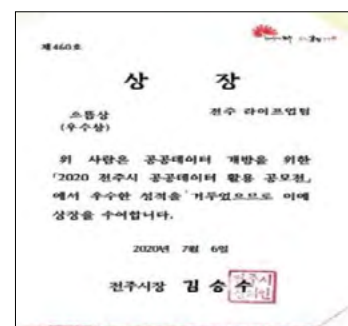 제460호
상 장
으뜸상
(우수상)
전주 라이프업팀
위 사람은 공공데이터 개방을 위한
「2020 전주시 공공데이터 활용 공모전」
에서 우수한 성적을 거두었으므로 이에
상장을 수여합니다.
2020년 7월 6일
전주시장 김승수